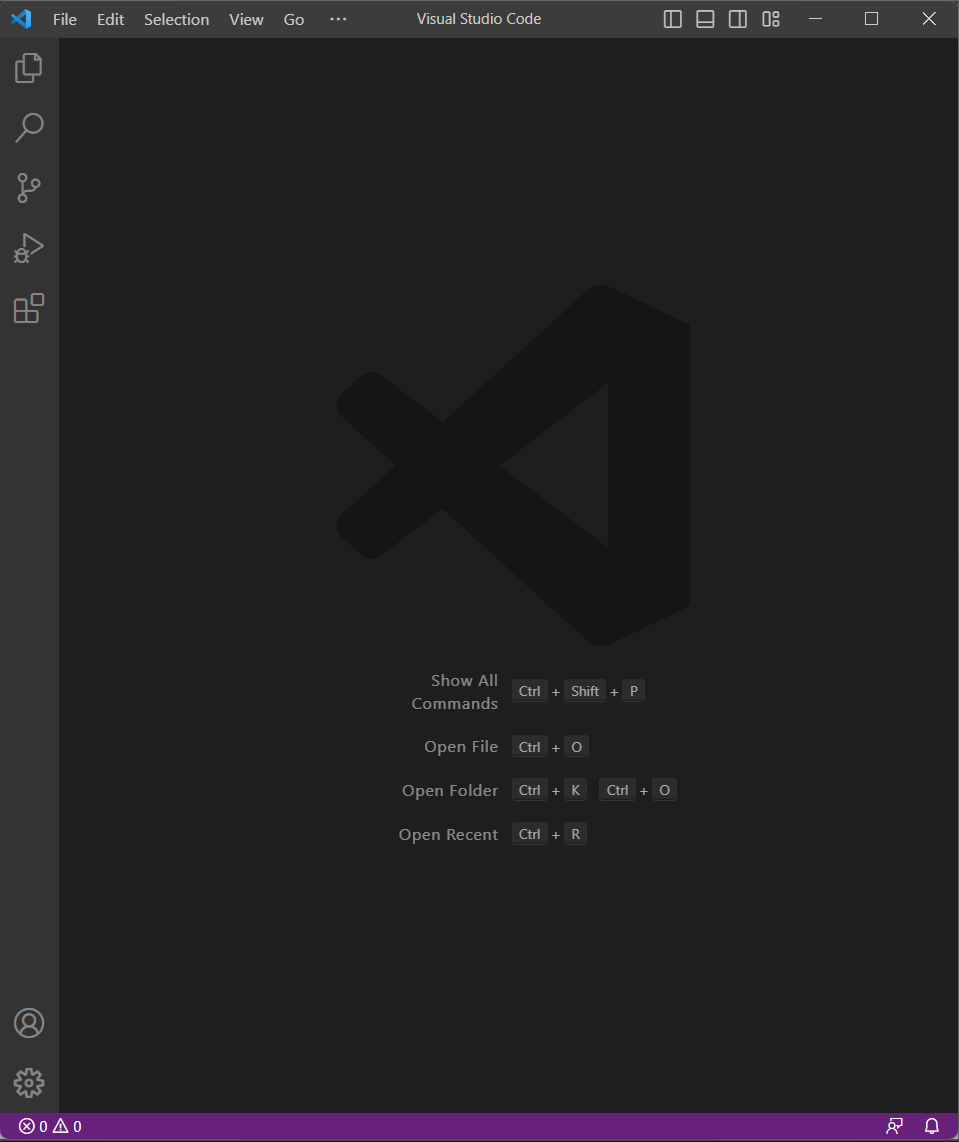 File Edit Selection View Go ··· Visual Studio Code
Show All
Commands Ctrl + Shift + P
Open File Ctrl + O
Open Folder Ctrl + K Ctrl + O
Open Recent Ctrl + R
0 0